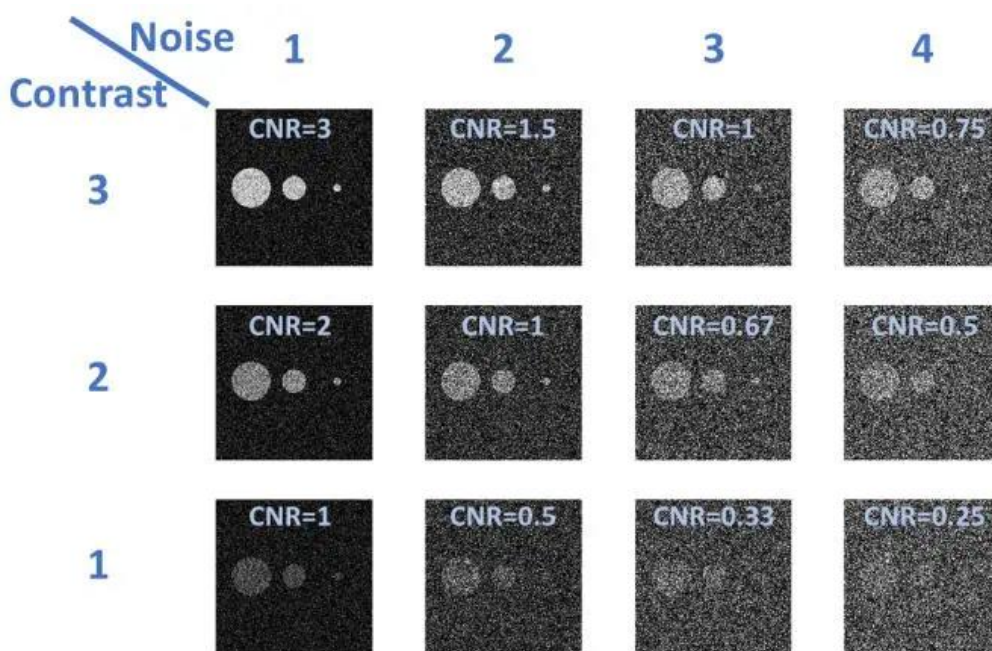 Noise
Contrast
1 2 3 4
3
CNR=3 CNR=1.5 CNR=1 CNR=0.75
2
CNR=2 CNR=1 CNR=0.67 CNR=0.5
1
CNR=1 CNR=0.5 CNR=0.33 CNR=0.25